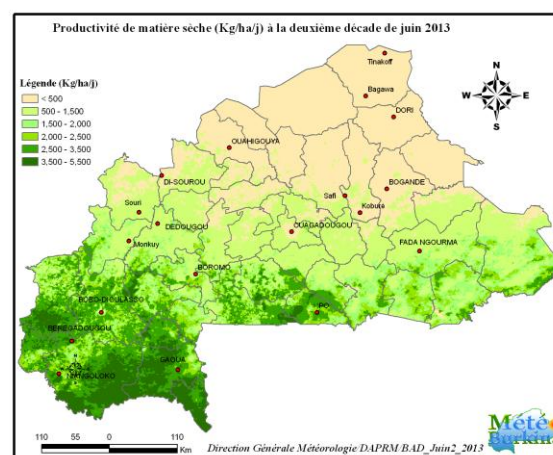 Productivité de matière sèche (Kg/ha/j) à la deuxième décade de juin 2013
Tinakoff
Bagawa
DORI
N
W E
S
Légende (Kg/ha/j)
< 500
500 - 1,500
1,500 - 2,000
2,000 - 2,500
2,500 - 3,500
3,500 - 5,500
OUAHIGOUYA
DI-SOUROU
BOGANDE
Safi
Kobure
Souri
DEDOUGOU
OUAGADOUGOU
Monkuy
FADA NGOURMA
BOROMO
BOBO-DIOULASSO
PO
BEREGADOUGOU
GAOUA
NIANGOLOKO
110 55 0 110
Km
Direction Générale Météorologie/DAPRM/BAD_Juin2_2013
Météo
Burkina